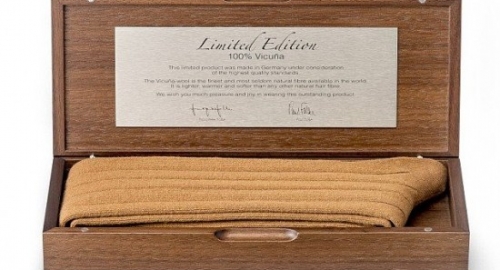 Limited Edition
100% Vicuña
This limited product was made in Germany under consideration
of the highest quality standards.
The Vicuña wool is the finest and most seldom natural fibre available in the world.
It is lighter, warmer and softer than any other natural hair fibre.
We wish you much pleasure and joy in wearing this outstanding product.